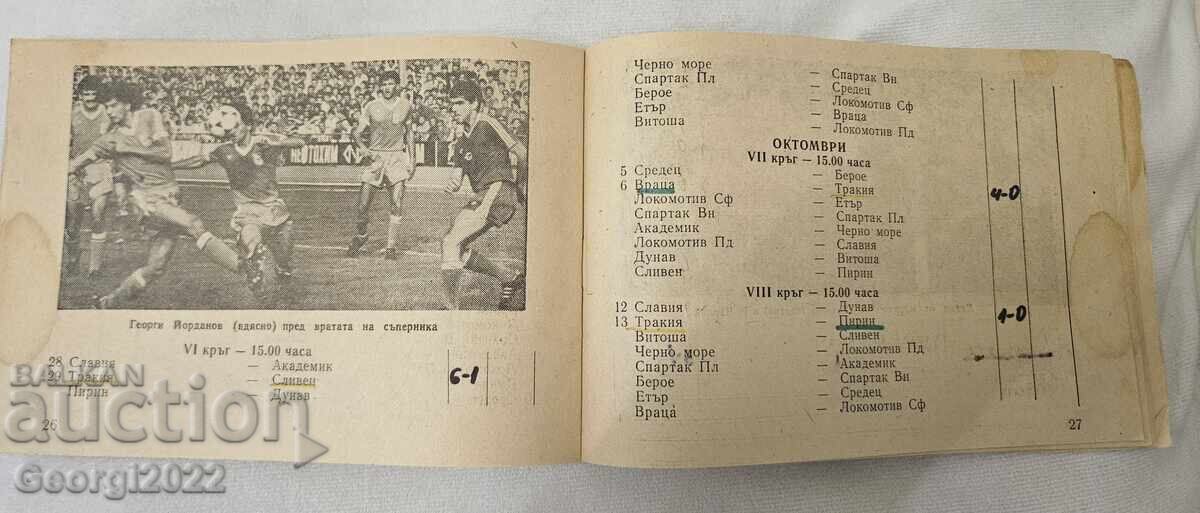 НЕФТОХИМ
Георги Йорданов (вдясно) пред вратата на съперника
VI кръг — 15.00 часа
28 Славия — Академик
29 Тракия — Сливен 6-1
Пирин — Дунав
26
Черно море — Спартак Вн
Спартак Пл — Средец
Берое — Локомотив Сф
Етър — Враца
Витоша — Локомотив Пд
ОКТОМВРИ
VII кръг — 15.00 часа
5 Средец — Берое
6 Враца — Тракия 4-0
Локомотив Сф — Етър
Спартак Вн — Спартак Пл
Академик — Черно море
Локомотив Пд — Славия
Дунав — Витоша
Сливен — Пирин
VIII кръг — 15.00 часа
12 Славия — Дунав
13 Тракия — Пирин 1-0
Витоша — Сливен
Черно море — Локомотив Пд
Спартак Пл — Академик
Берое — Спартак Вн
Етър — Средец
Враца — Локомотив Сф
27
BALKAN
auction
Georgi2022